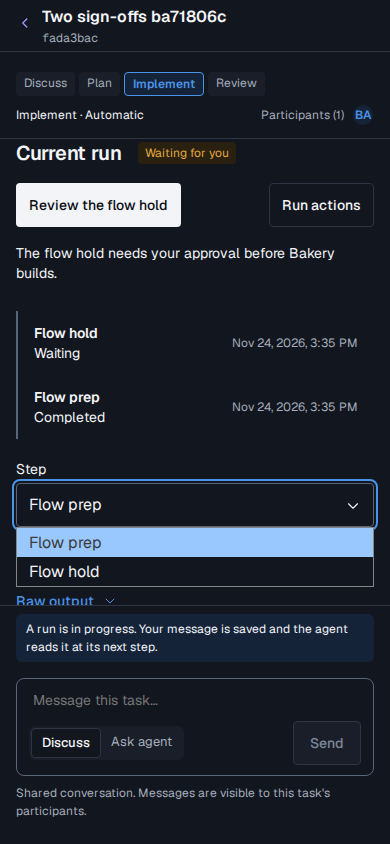 Two sign-offs ba71806c
fada3bac
Discuss Plan Implement Review
Implement · Automatic Participants (1) BA
Current run Waiting for you
Review the flow hold Run actions
The flow hold needs your approval before Bakery
builds.
Flow hold
Waiting Nov 24, 2026, 3:35 PM
Flow prep
Completed Nov 24, 2026, 3:35 PM
Step
Flow prep
Flow prep
Flow hold
Raw output
A run is in progress. Your message is saved and the agent
reads it at its next step.
Message this task...
Discuss Ask agent Send
Shared conversation. Messages are visible to this task's
participants.